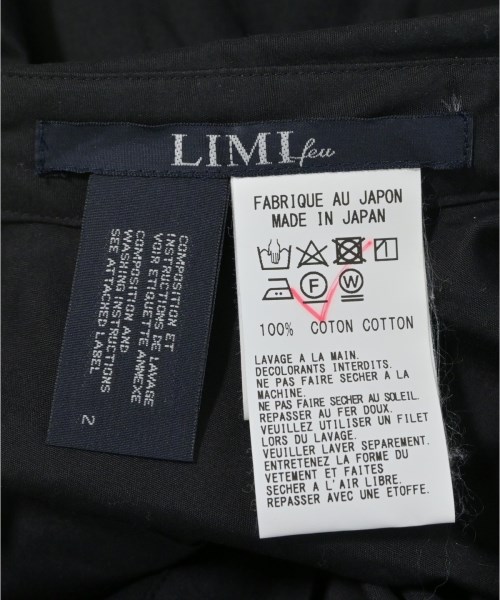 LIMI feu
COMPOSITION ET
INSTRUCTIONS DE LAVAGE
VOIR ETIQUETTE ANNEXE
COMPOSITION AND
WASHING INSTRUCTIONS
SEE ATTACHED LABEL
2
FABRIQUE AU JAPON
MADE IN JAPAN
F
W
100% COTON COTTON
LAVAGE A LA MAIN.
DECOLORANTS INTERDITS.
NE PAS FAIRE SECHER A LA
MACHINE.
NE PAS FAIRE SECHER AU SOLEIL.
REPASSER AU FER DOUX.
VEUILLEZ UTILISER UN FILET
LORS DU LAVAGE.
VEUILLER LAVER SEPAREMENT.
ENTRETENEZ LA FORME DU
VETEMENT ET FAITES
SECHER A L'AIR LIBRE.
REPASSER AVEC UNE ETOFFE.